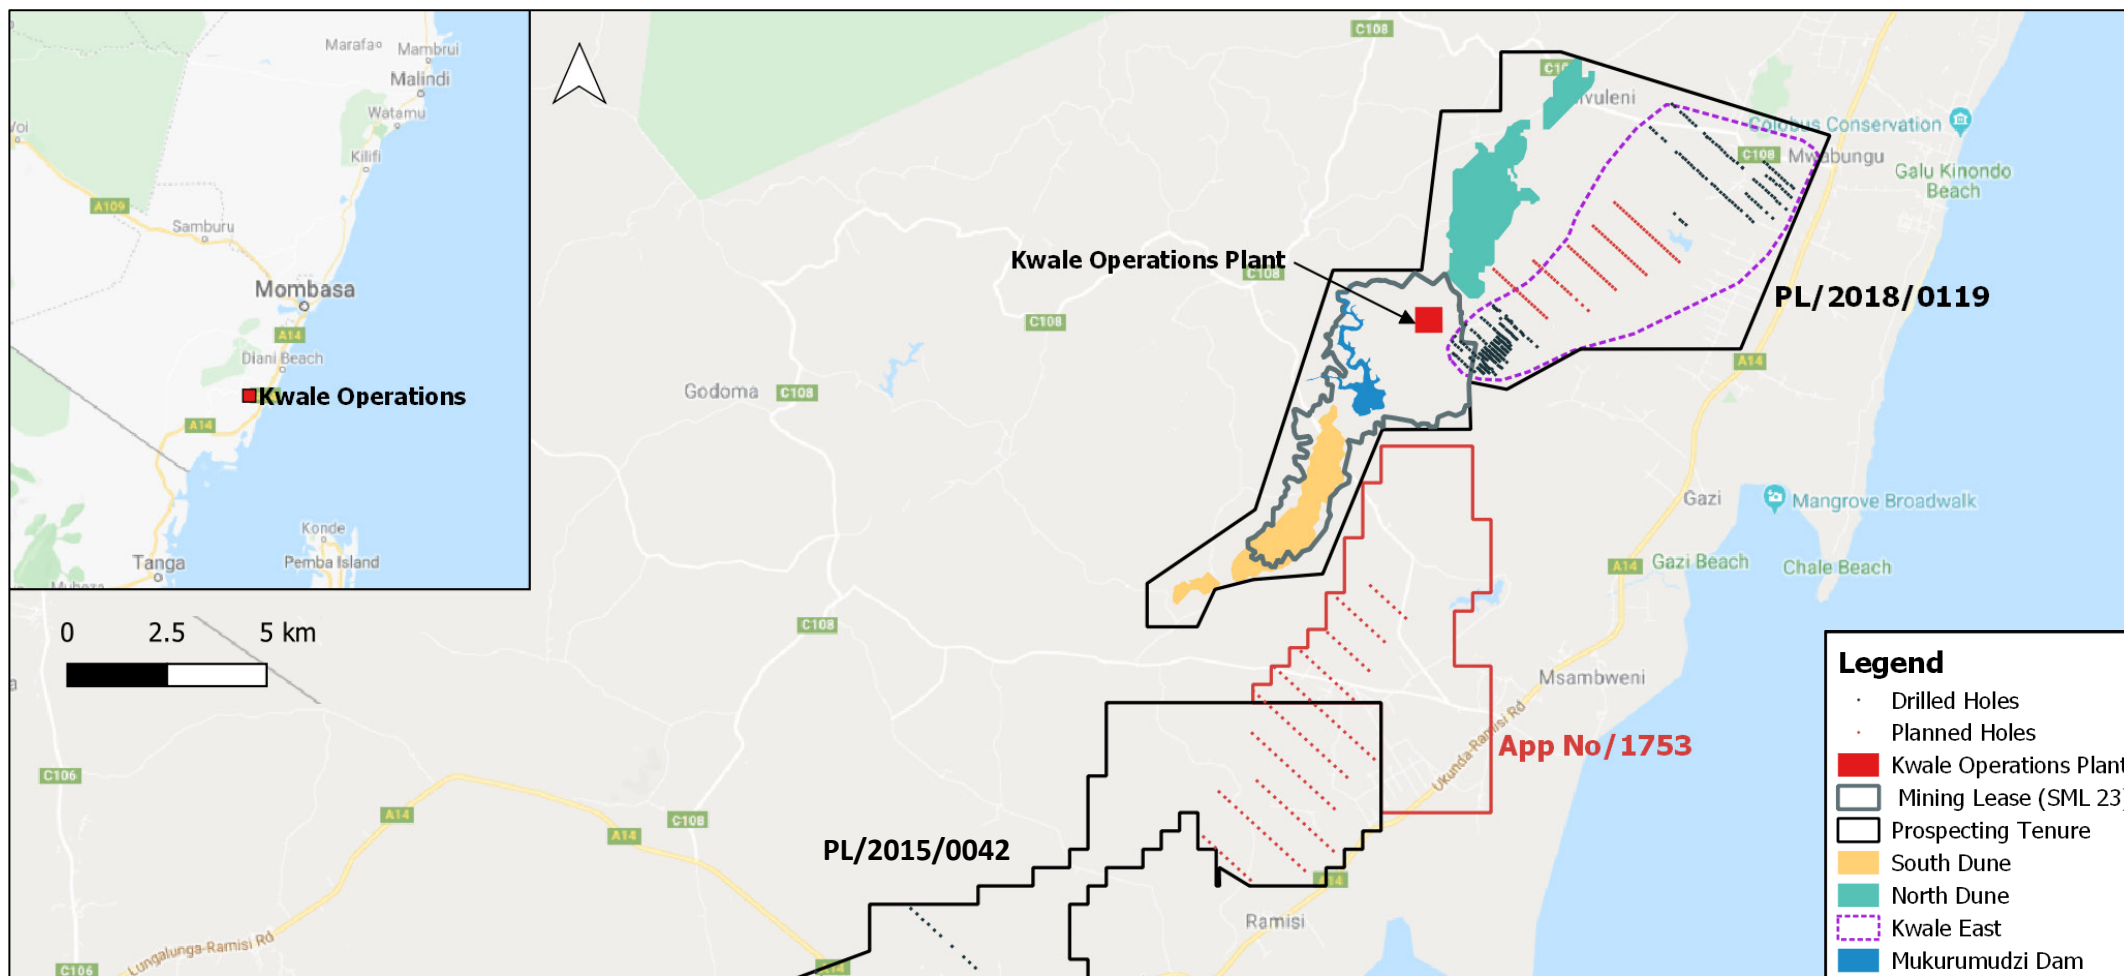 Marafa
Mambrui
Malindi
Watamu
Kilifi
A109
Samburu
Mombasa
A14
Diani Beach
Kwale Operations
A14
Konde
Tanga
Pemba Island
0 2.5 5 km
C108
Mvuleni
Colobus Conservation
C108
Mwabungu
Galu Kinondo
Beach
Kwale Operations Plant
C108
PL/2018/0119
C108
A14
Godoma
C108
Gazi
Mangrove Broadwalk
A14
Gazi Beach
Chale Beach
C108
Msambweni
Ukunda-Ramisi Rd
App No/1753
C106
A14
C108
A14
PL/2015/0042
A14
Ramisi
Lungalunga-Ramisi Rd
C106
A14
Legend
Drilled Holes
Planned Holes
Kwale Operations Plant
Mining Lease (SML 23)
Prospecting Tenure
South Dune
North Dune
Kwale East
Mukurumudzi Dam